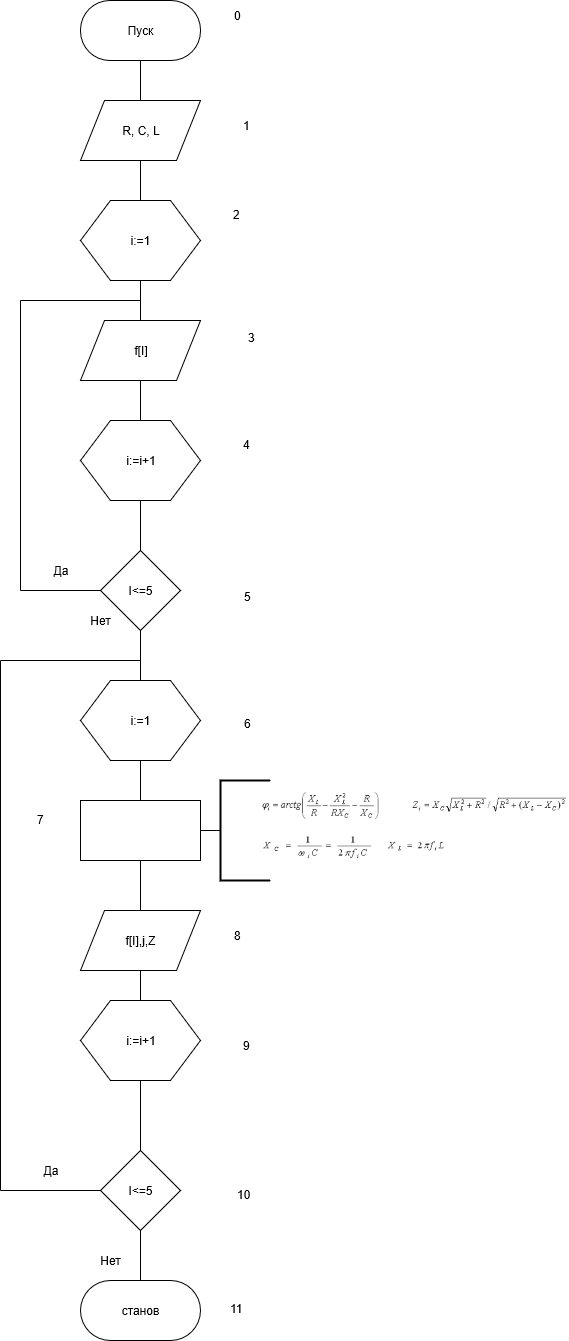 Пуск
0
R, C, L
1
i:=1
2
f[I]
3
i:=i+1
4
Да
I<=5
5
Нет
i:=1
6
7
φᵢ = arctg(X_L/R − X_L²/(RX_C) − R/X_C)
Zᵢ = X_C√(X_L² + R²) / √(R² + (X_L − X_C)²)
X_C = 1/(ωᵢC) = 1/(2πfᵢC)
X_L = 2πfᵢL
f[I],j,Z
8
i:=i+1
9
Да
I<=5
10
Нет
станов
11